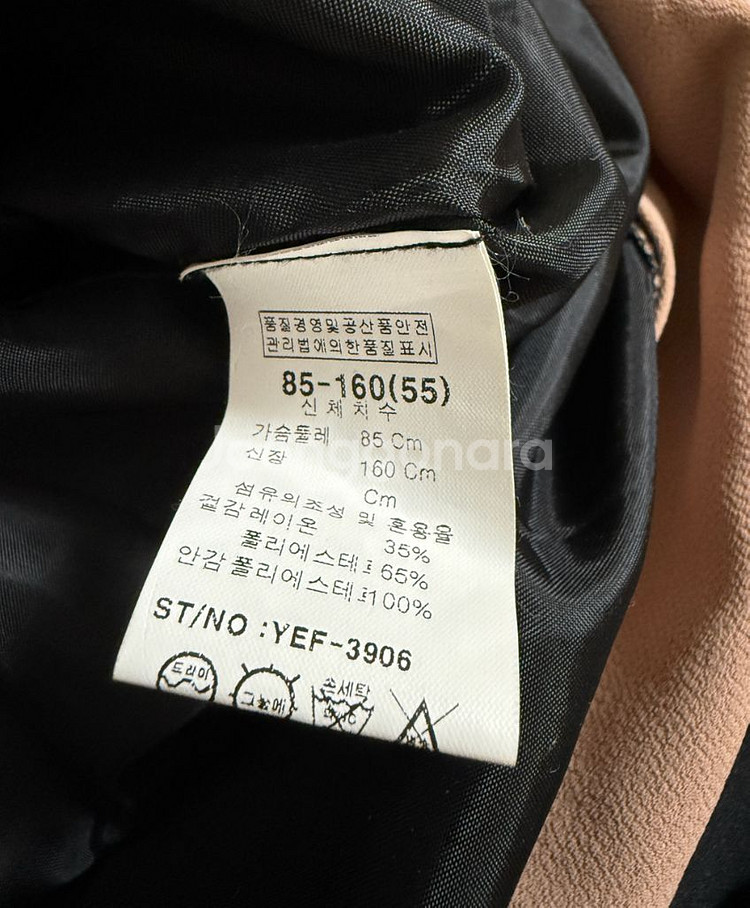 품질경영및공산품안전
관리법에의한품질표시
85-160(55)
신체치수
가슴둘레 85 Cm
신장 160 Cm
Cm
섬유의조성 및 혼용율
겉감레이온 35%
폴리에스테르 65%
안감 폴리에스테르100%
ST/NO :YEF-3906
드라이
그늘에
손세탁
Joonggonara